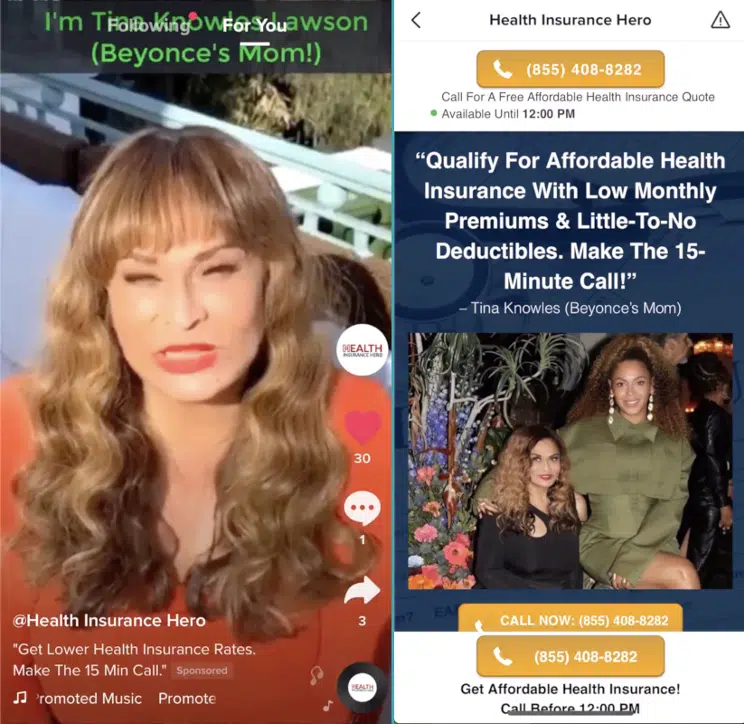 I'm Tina Knowles Lawson
(Beyonce's Mom!)
Following
For You
HEALTH
INSURANCE HERO
30
1
3
@Health Insurance Hero
"Get Lower Health Insurance Rates.
Make The 15 Min Call." Sponsored
Promoted Music Promote
HEALTH
Health Insurance Hero
(855) 408-8282
Call For A Free Affordable Health Insurance Quote
Available Until 12:00 PM
“Qualify For Affordable Health
Insurance With Low Monthly
Premiums & Little-To-No
Deductibles. Make The 15-
Minute Call!”
– Tina Knowles (Beyonce's Mom)
CALL NOW: (855) 408-8282
(855) 408-8282
Get Affordable Health Insurance!
Call Before 12:00 PM